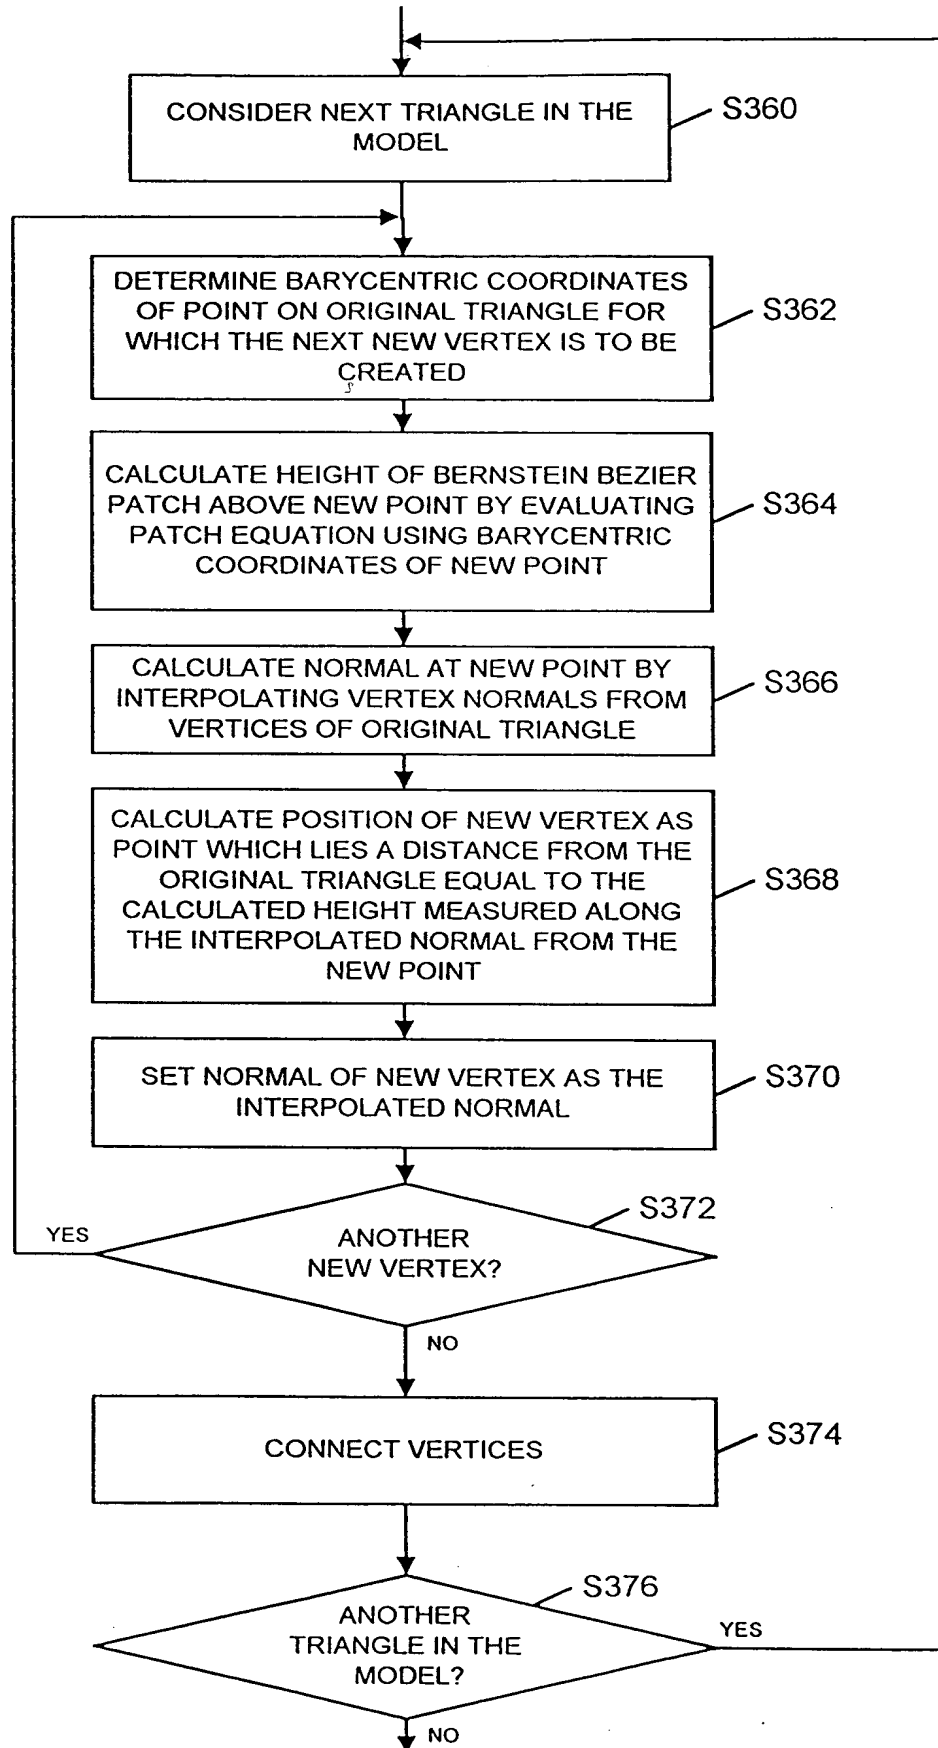 CONSIDER NEXT TRIANGLE IN THE
MODEL
S360
DETERMINE BARYCENTRIC COORDINATES
OF POINT ON ORIGINAL TRIANGLE FOR
WHICH THE NEXT NEW VERTEX IS TO BE
CREATED
S362
CALCULATE HEIGHT OF BERNSTEIN BEZIER
PATCH ABOVE NEW POINT BY EVALUATING
PATCH EQUATION USING BARYCENTRIC
COORDINATES OF NEW POINT
S364
CALCULATE NORMAL AT NEW POINT BY
INTERPOLATING VERTEX NORMALS FROM
VERTICES OF ORIGINAL TRIANGLE
S366
CALCULATE POSITION OF NEW VERTEX AS
POINT WHICH LIES A DISTANCE FROM THE
ORIGINAL TRIANGLE EQUAL TO THE
CALCULATED HEIGHT MEASURED ALONG
THE INTERPOLATED NORMAL FROM THE
NEW POINT
S368
SET NORMAL OF NEW VERTEX AS THE
INTERPOLATED NORMAL
S370
ANOTHER
NEW VERTEX?
S372
YES
NO
CONNECT VERTICES
S374
ANOTHER
TRIANGLE IN THE
MODEL?
S376
YES
NO